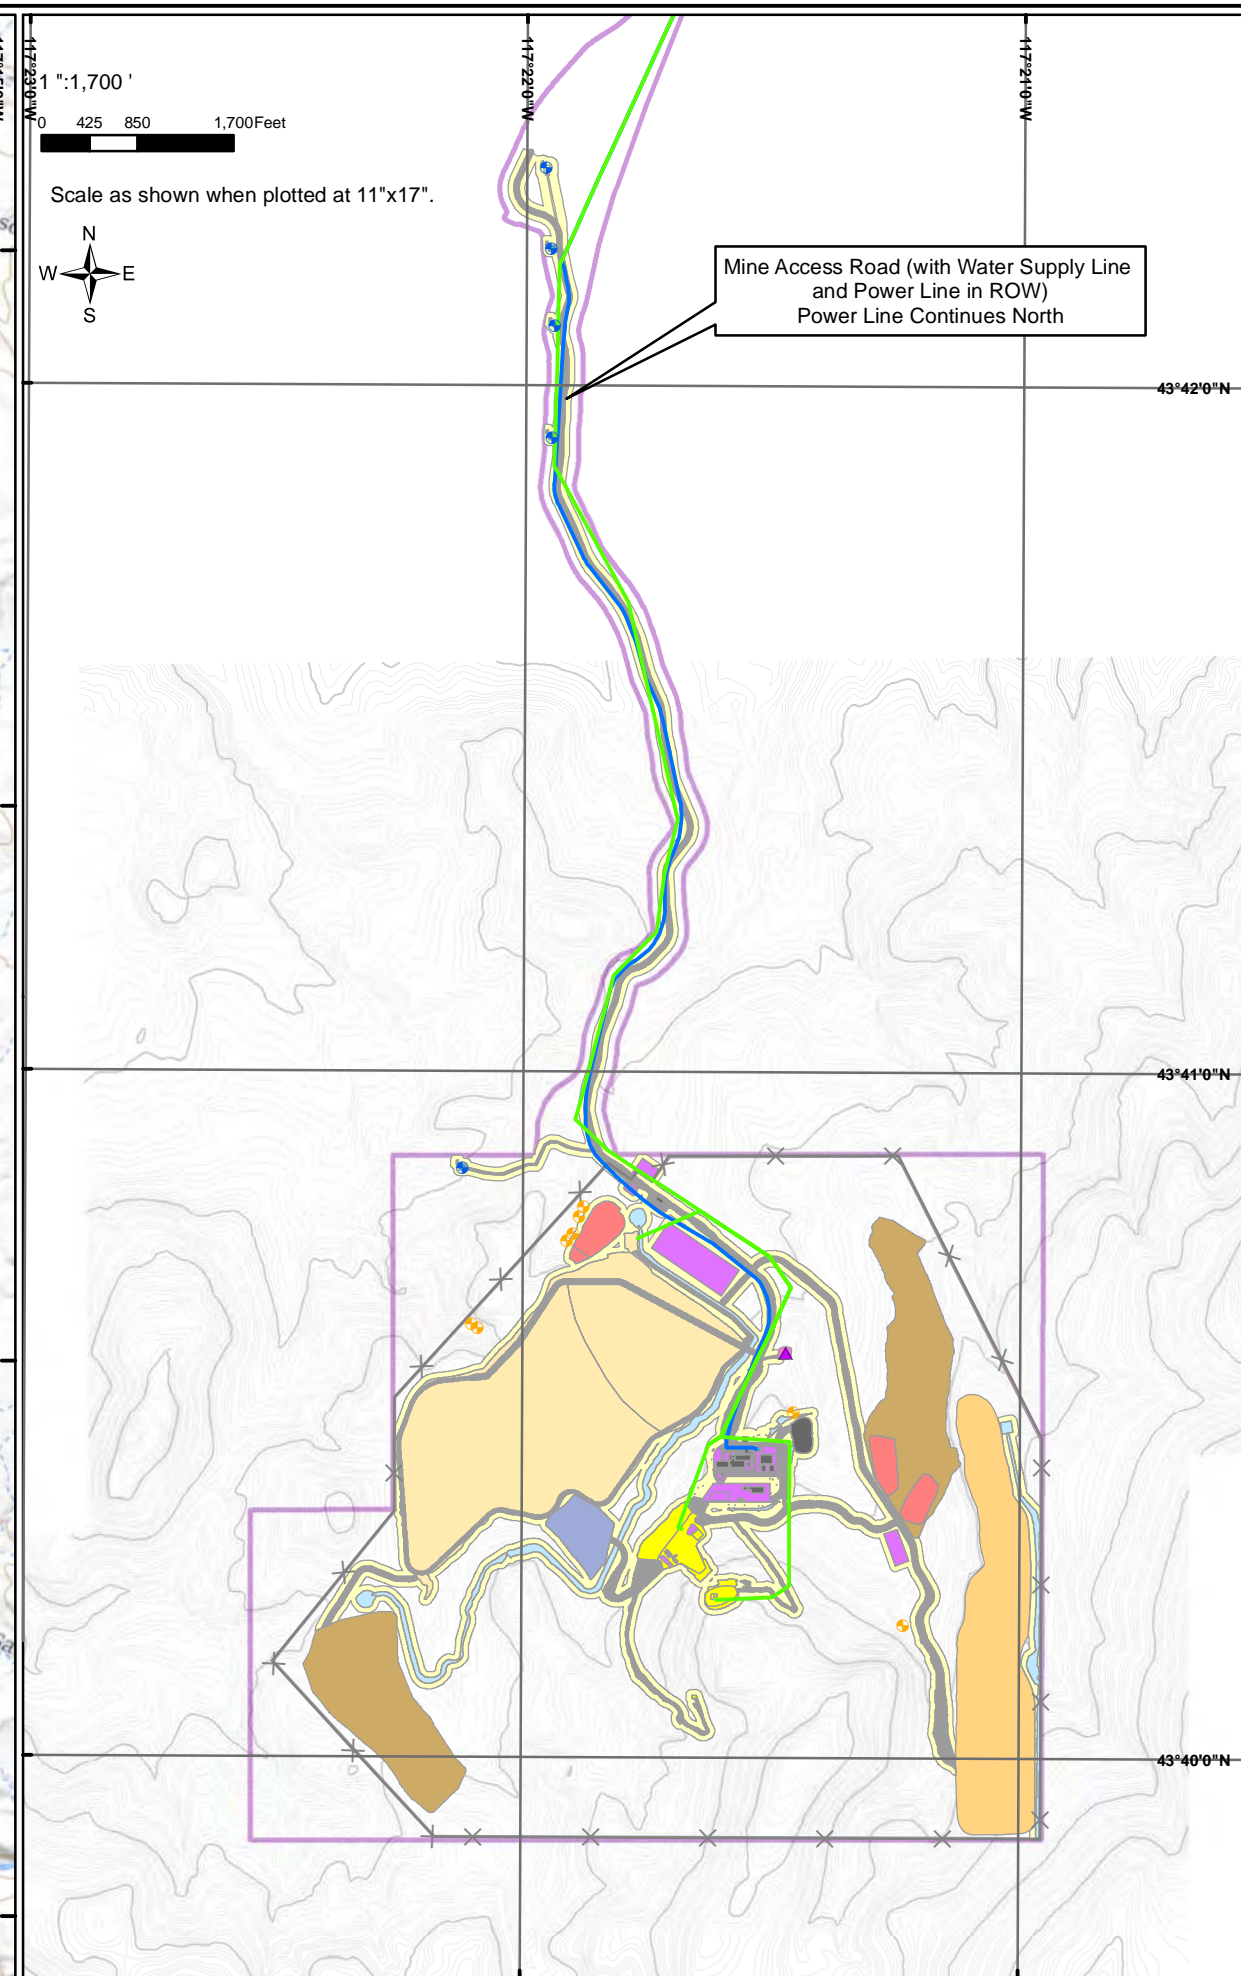 117°23'0"W
117°22'0"W
117°21'0"W
1 ":1,700 '
0 425 850 1,700Feet
Scale as shown when plotted at 11"x17".
N
W E
S
Mine Access Road (with Water Supply Line
and Power Line in ROW)
Power Line Continues North
43°42'0"N
43°41'0"N
43°40'0"N